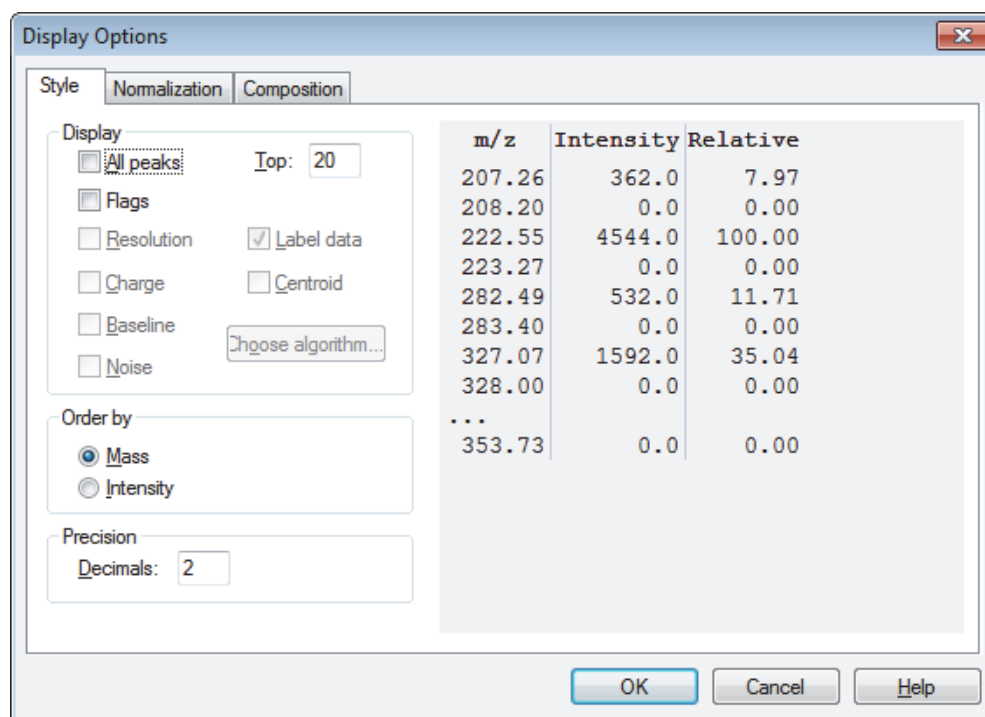 Display Options
Style Normalization Composition
Display
All peaks Top: 20
Flags
Resolution Label data
Charge Centroid
Baseline
Choose algorithm...
Noise
Order by
Mass
Intensity
Precision
Decimals: 2
m/z Intensity Relative
207.26 362.0 7.97
208.20 0.0 0.00
222.55 4544.0 100.00
223.27 0.0 0.00
282.49 532.0 11.71
283.40 0.0 0.00
327.07 1592.0 35.04
328.00 0.0 0.00
...
353.73 0.0 0.00
OK Cancel Help